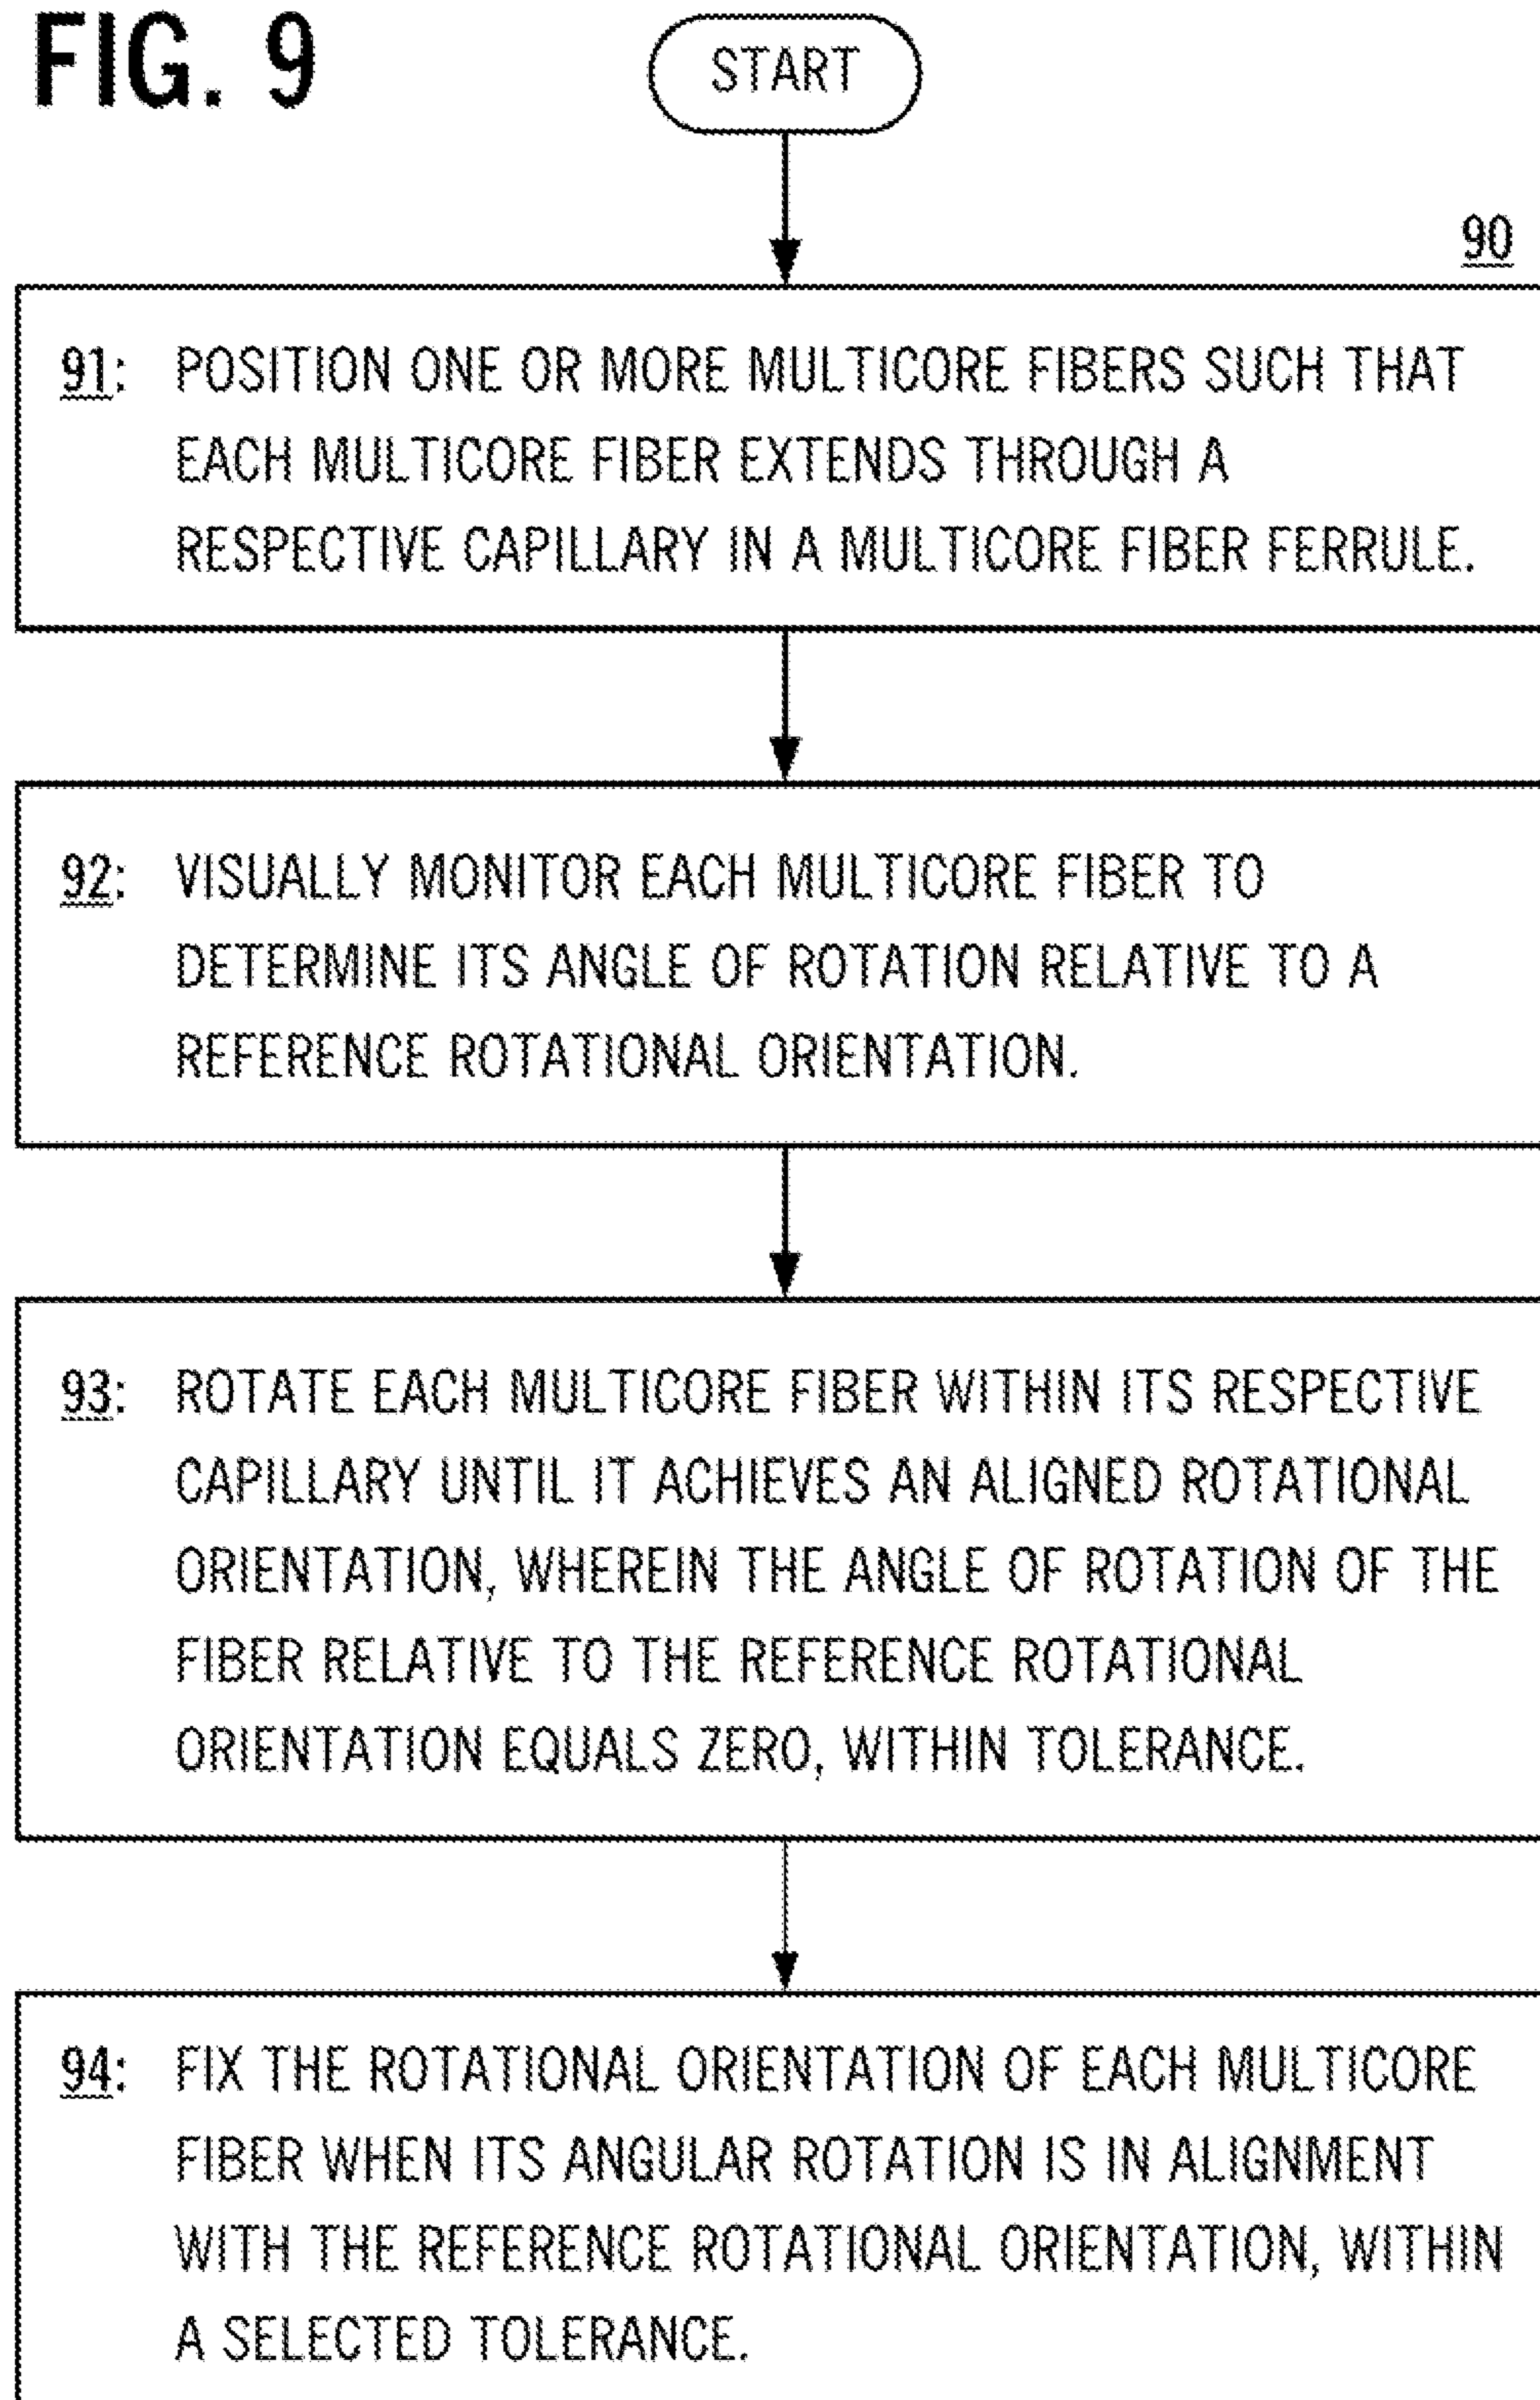 FIG. 9
START
90
91: POSITION ONE OR MORE MULTICORE FIBERS SUCH THAT
EACH MULTICORE FIBER EXTENDS THROUGH A
RESPECTIVE CAPILLARY IN A MULTICORE FIBER FERRULE.
92: VISUALLY MONITOR EACH MULTICORE FIBER TO
DETERMINE ITS ANGLE OF ROTATION RELATIVE TO A
REFERENCE ROTATIONAL ORIENTATION.
93: ROTATE EACH MULTICORE FIBER WITHIN ITS RESPECTIVE
CAPILLARY UNTIL IT ACHIEVES AN ALIGNED ROTATIONAL
ORIENTATION, WHEREIN THE ANGLE OF ROTATION OF THE
FIBER RELATIVE TO THE REFERENCE ROTATIONAL
ORIENTATION EQUALS ZERO, WITHIN TOLERANCE.
94: FIX THE ROTATIONAL ORIENTATION OF EACH MULTICORE
FIBER WHEN ITS ANGULAR ROTATION IS IN ALIGNMENT
WITH THE REFERENCE ROTATIONAL ORIENTATION, WITHIN
A SELECTED TOLERANCE.